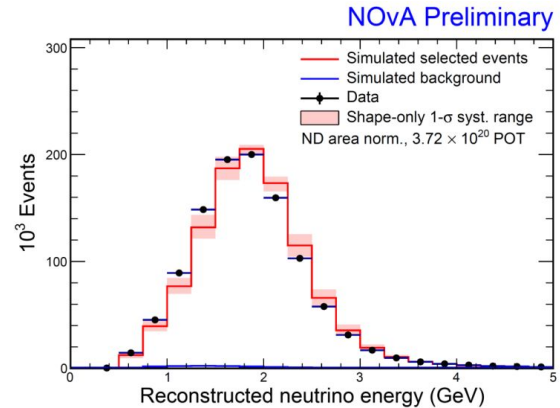 NOvA Preliminary
300
Simulated selected events
Simulated background
Data
Shape-only 1-σ syst. range
ND area norm., 3.72 × 10²⁰ POT
200
10³ Events
100
0
0 1 2 3 4 5
Reconstructed neutrino energy (GeV)